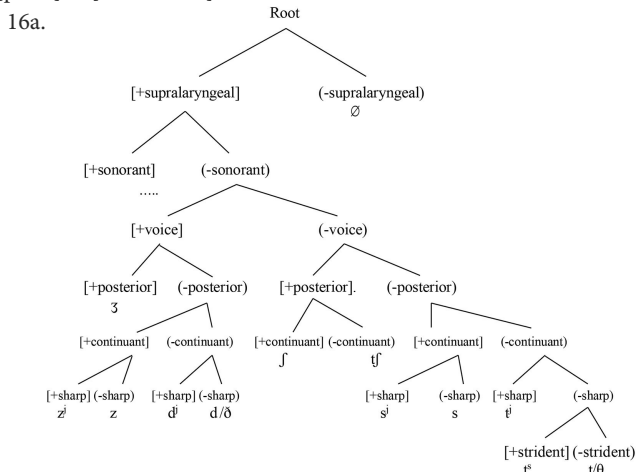 16a.
Root
[+supralaryngeal] (-supralaryngeal)
∅
[+sonorant] (-sonorant)
.....
[+voice] (-voice)
[+posterior] (-posterior) [+posterior]. (-posterior)
ʒ
[+continuant] (-continuant) [+continuant] (-continuant) [+continuant] (-continuant)
ʃ tʃ
[+sharp] (-sharp) [+sharp] (-sharp) [+sharp] (-sharp) [+sharp] (-sharp)
zʲ z dʲ d/ð sʲ s tʲ
[+strident] (-strident)
tˢ t/θ